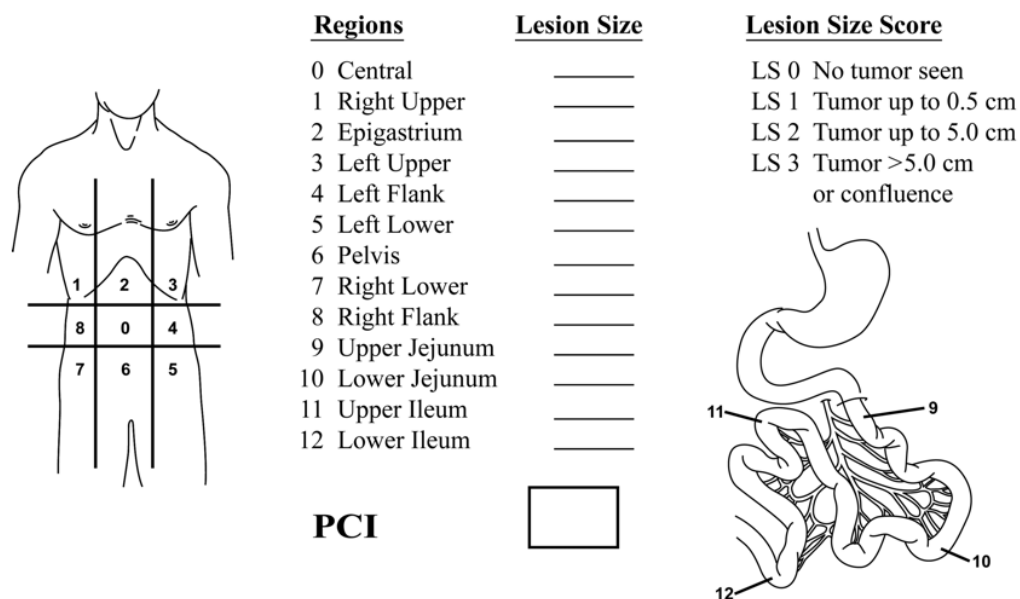 Regions Lesion Size Lesion Size Score
0 Central LS 0 No tumor seen
1 Right Upper LS 1 Tumor up to 0.5 cm
2 Epigastrium LS 2 Tumor up to 5.0 cm
3 Left Upper LS 3 Tumor >5.0 cm
4 Left Flank or confluence
5 Left Lower
6 Pelvis
7 Right Lower
8 Right Flank
9 Upper Jejunum
10 Lower Jejunum
11 Upper Ileum
12 Lower Ileum
PCI
1 2 3
8 0 4
7 6 5
11 9
10
12